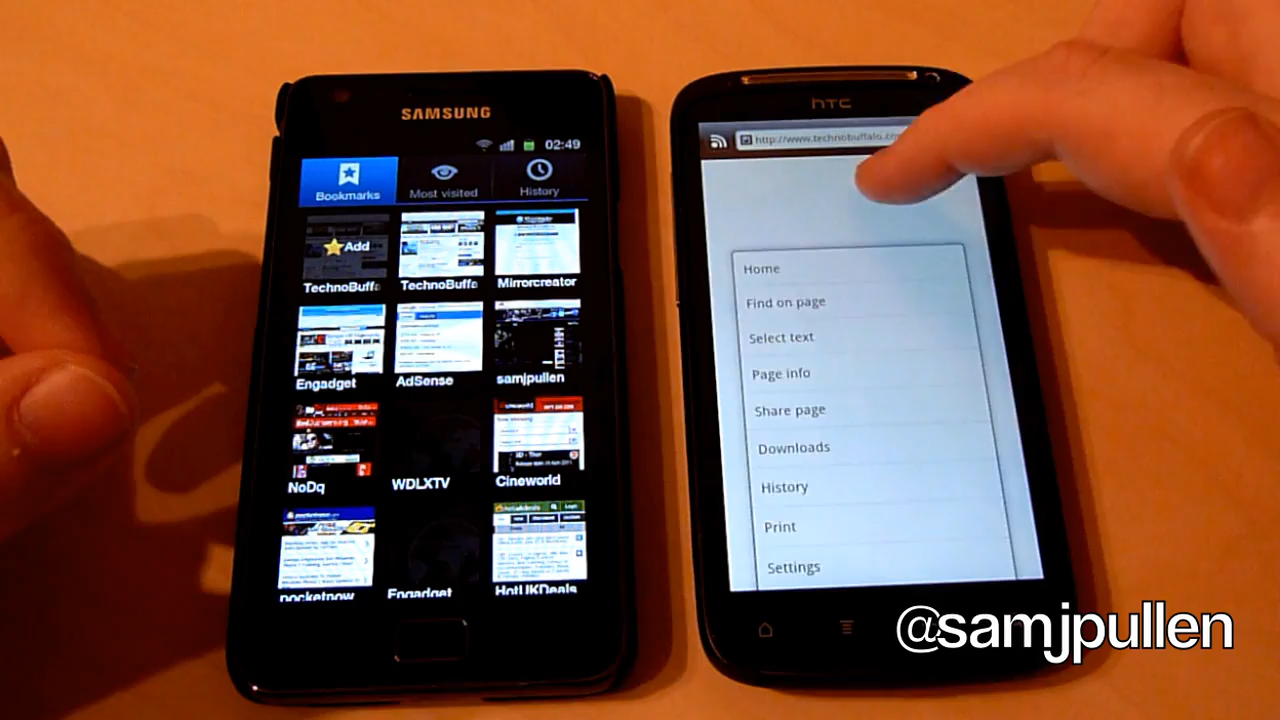 SAMSUNG
02:49
Bookmarks
Most visited
History
Add
TechnoBuffa
TechnoBuffa
Mirrorcreator
Engadget
AdSense
samjpullen
NoDq
WDLXTV
Cineworld
pocketnow
Engadget
HotUKDeals
hTC
http://www.technobuffalo.com
Home
Find on page
Select text
Page info
Share page
Downloads
History
Print
Settings
@samjpullen